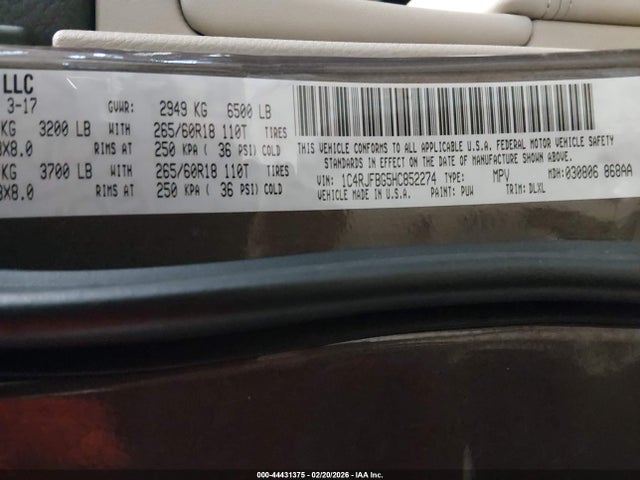 LLC
3-17 GVWR: 2949 KG 6500 LB
KG 3200 LB WITH 265/60R18 110T TIRES
X8.0 RIMS AT 250 KPA ( 36 PSI) COLD
KG 3700 LB WITH 265/60R18 110T TIRES
X8.0 RIMS AT 250 KPA ( 36 PSI) COLD
THIS VEHICLE CONFORMS TO ALL APPLICABLE U.S.A. FEDERAL MOTOR VEHICLE SAFETY
STANDARDS IN EFFECT ON THE DATE OF MANUFACTURE SHOWN ABOVE.
VIN: 1C4RJFBG5HC852274 TYPE: MPV MDH: 030806 868AA
VEHICLE MADE IN U.S.A. PAINT: PUW TRIM: DLXL
000-44431375 - 02/20/2026 - IAA Inc.